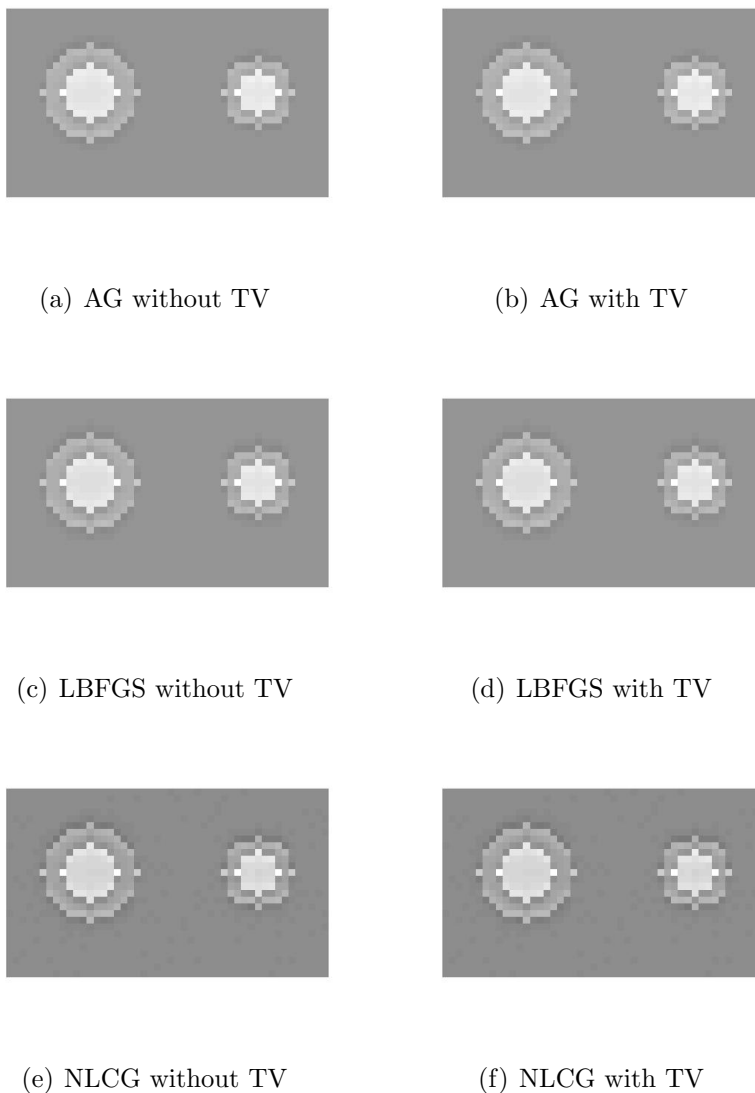 (a) AG without TV
(b) AG with TV
(c) LBFGS without TV
(d) LBFGS with TV
(e) NLCG without TV
(f) NLCG with TV